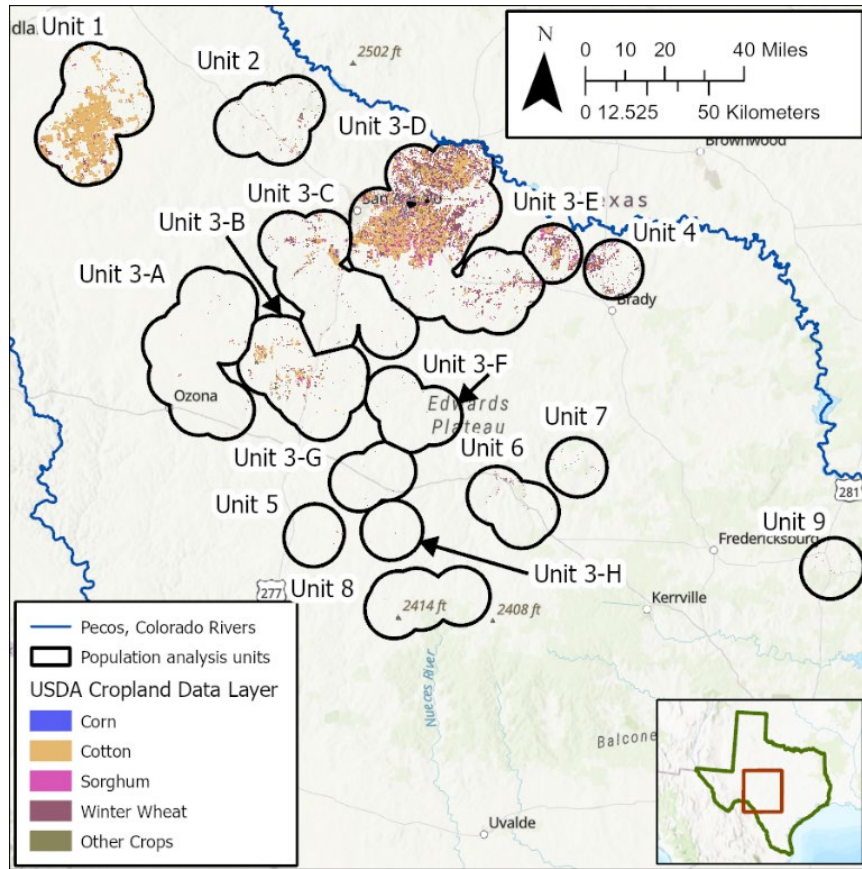 Unit 1
dla
2502 ft
Unit 2
N
0 10 20 40 Miles
0 12.525 50 Kilometers
Unit 3-D
Brownwood
Unit 3-C
Unit 3-B
exas
Unit 3-E
Unit 4
Unit 3-A
Brady
Unit 3-F
Ozona
Edwards
Plateau
Unit 7
Unit 3-G
Unit 6
281
Unit 5
Unit 9
Fredericksburg
Unit 3-H
277
Unit 8
Kerrville
2414 ft
2408 ft
Pecos, Colorado Rivers
Population analysis units
USDA Cropland Data Layer
Corn
Cotton
Sorghum
Winter Wheat
Other Crops
Nueces River
Balcone
Uvalde